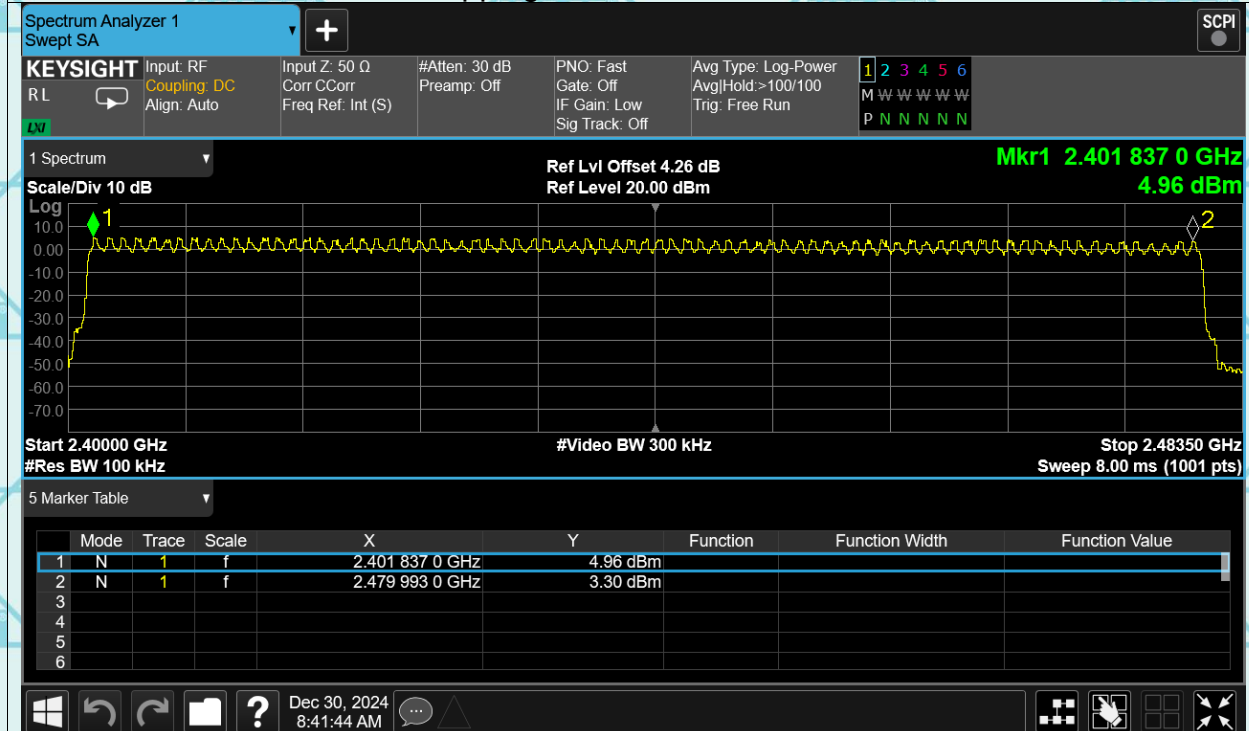 Spectrum Analyzer 1
Swept SA
+
SCPI
KEYSIGHT
RL
LXI
Input: RF
Coupling: DC
Align: Auto
Input Z: 50 Ω
Corr CCorr
Freq Ref: Int (S)
#Atten: 30 dB
Preamp: Off
PNO: Fast
Gate: Off
IF Gain: Low
Sig Track: Off
Avg Type: Log-Power
Avg|Hold:>100/100
Trig: Free Run
1 2 3 4 5 6
M W W W W W
P N N N N N
1 Spectrum
Ref Lvl Offset 4.26 dB
Mkr1 2.401 837 0 GHz
Scale/Div 10 dB
Ref Level 20.00 dBm
4.96 dBm
Log
1
2
10.0
0.00
-10.0
-20.0
-30.0
-40.0
-50.0
-60.0
-70.0
Start 2.40000 GHz
#Video BW 300 kHz
Stop 2.48350 GHz
#Res BW 100 kHz
Sweep 8.00 ms (1001 pts)
5 Marker Table
Mode Trace Scale X Y Function Function Width Function Value
1 N 1 f 2.401 837 0 GHz 4.96 dBm
2 N 1 f 2.479 993 0 GHz 3.30 dBm
3
4
5
6
?
Dec 30, 2024
8:41:44 AM